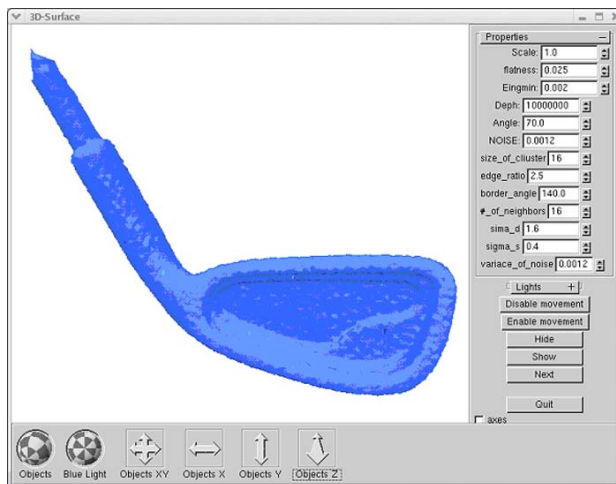 3D-Surface
Properties
Scale: 1.0
flatness: 0.025
Eingmin: 0.002
Deph: 10000000
Angle: 70.0
NOISE: 0.0012
size_of_cliuster 16
edge_ratio 2.5
border_angle 140.0
#_of_neighbors 16
sima_d 1.6
sigma_s 0.4
variace_of_noise 0.0012
Lights
Disable movement
Enable movement
Hide
Show
Next
Quit
axes
Objects Blue Light Objects XY Objects X Objects Y Objects Z